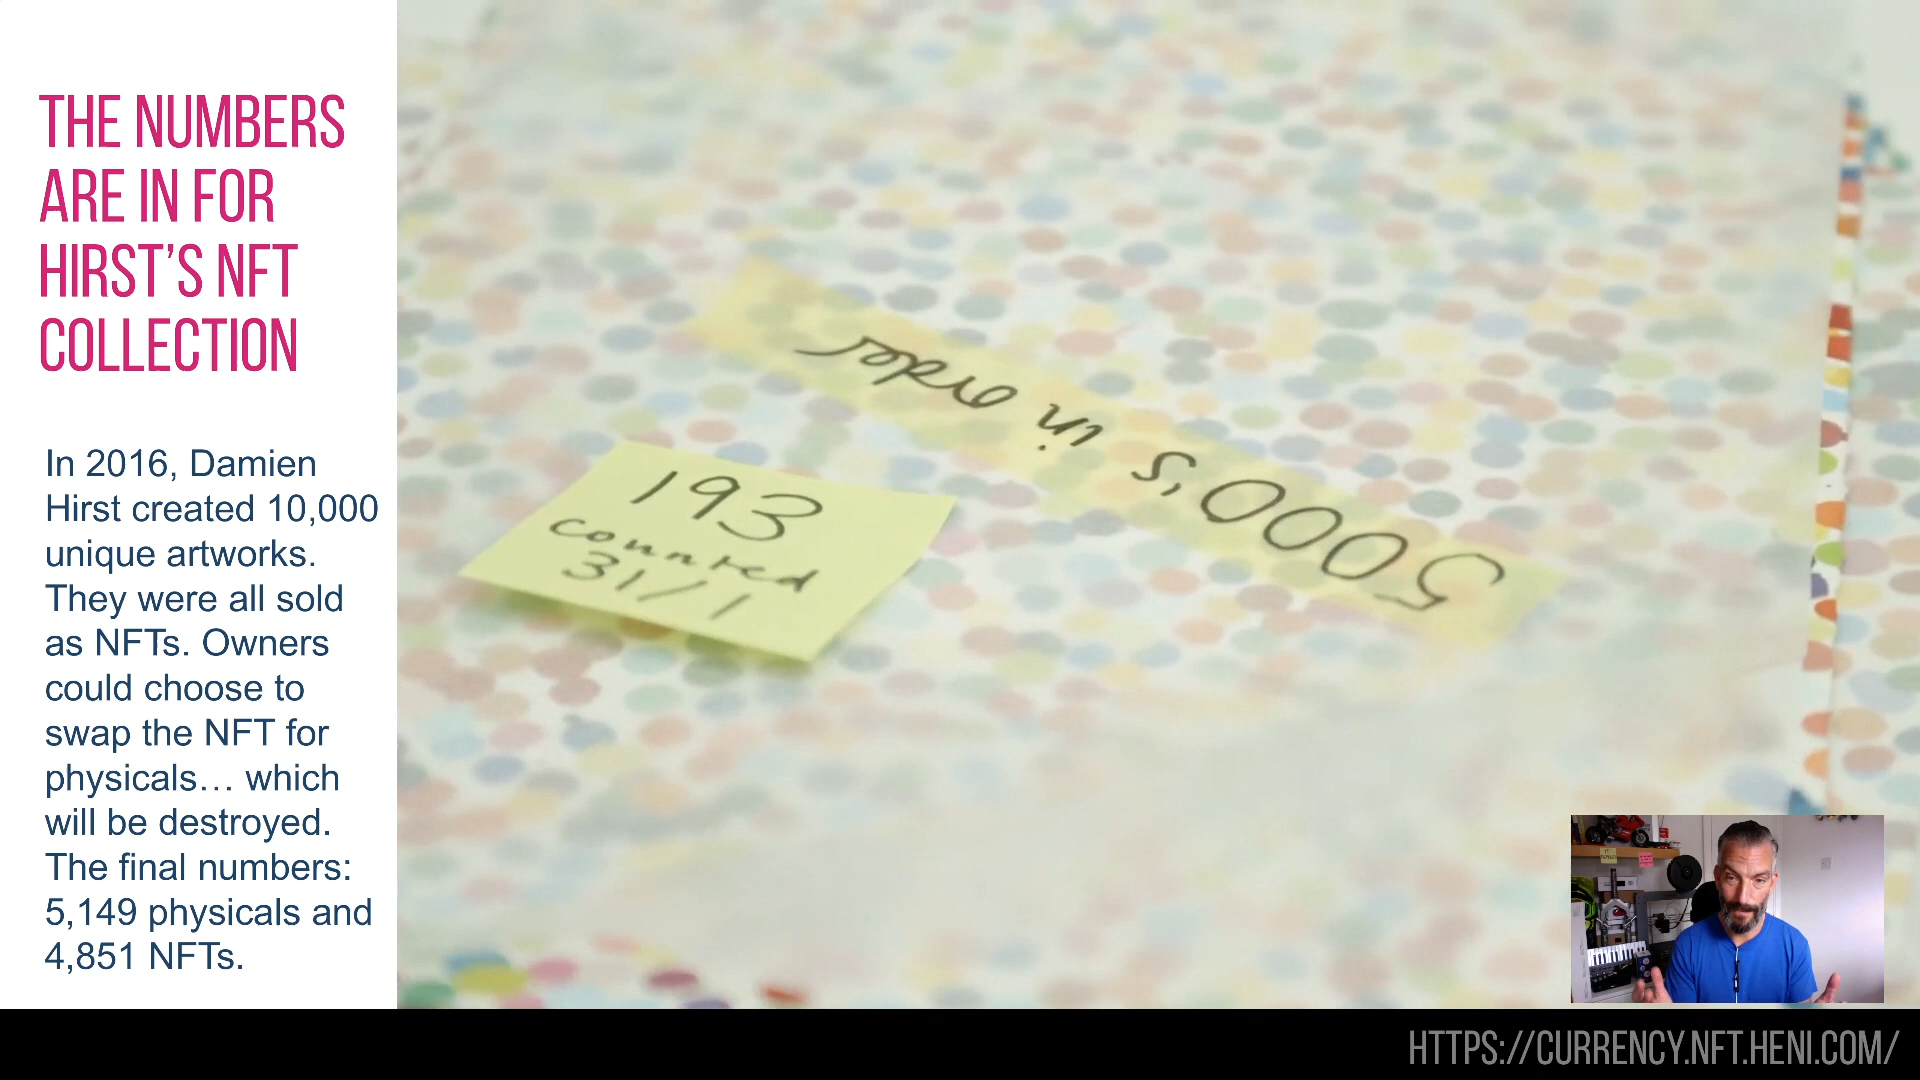 THE NUMBERS
ARE IN FOR
HIRST'S NFT
COLLECTION
In 2016, Damien
Hirst created 10,000
unique artworks.
They were all sold
as NFTs. Owners
could choose to
swap the NFT for
physicals… which
will be destroyed.
The final numbers:
5,149 physicals and
4,851 NFTs.
5000's in order
193
counted
31/1
HTTPS://CURRENCY.NFT.HENI.COM/